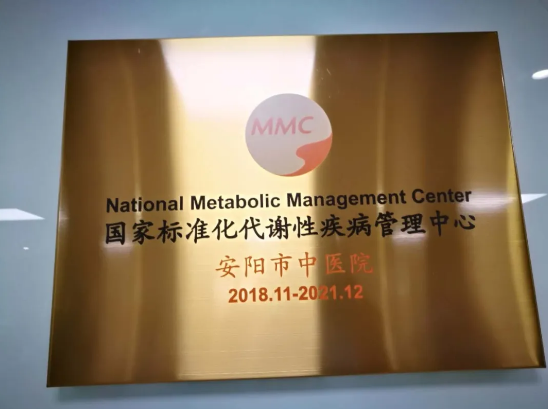 MMC
National Metabolic Management Center
国家标准化代谢性疾病管理中心
安阳市中医院
2018.11-2021.12